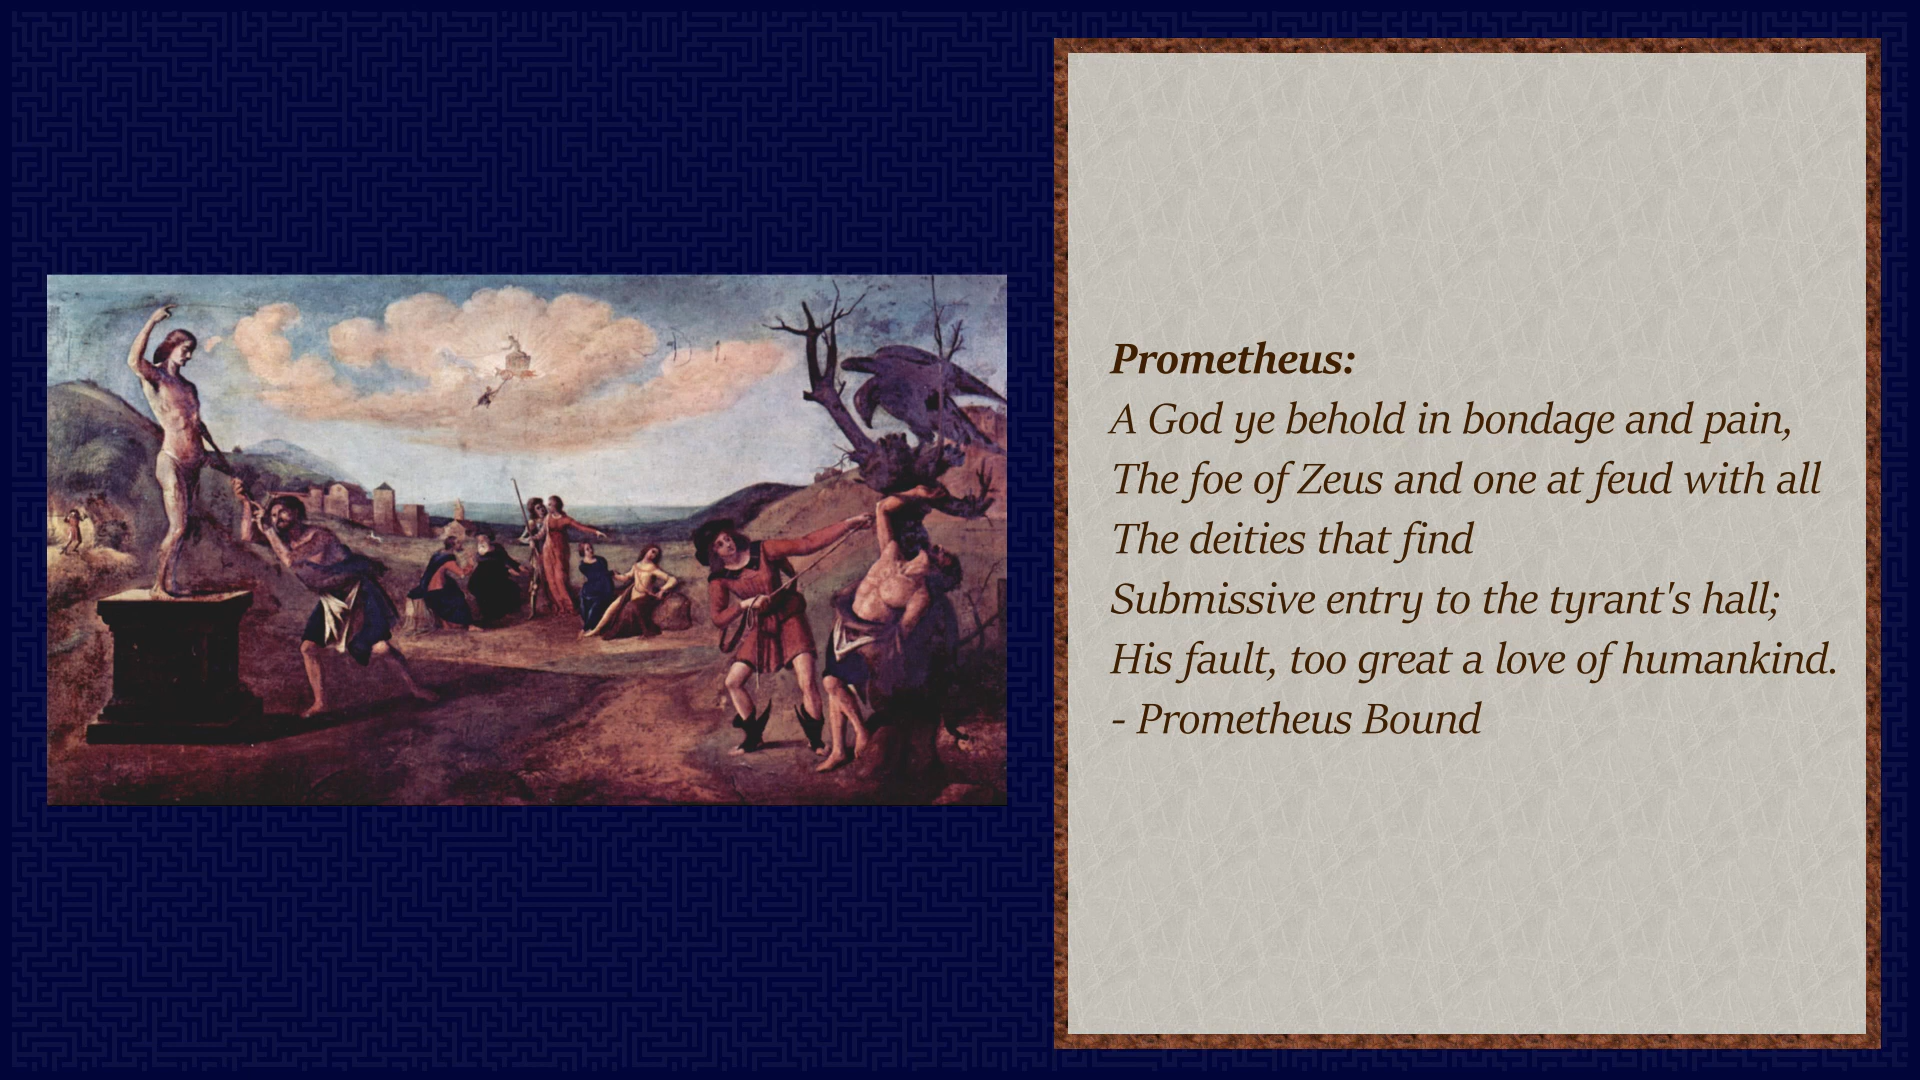 Prometheus:
A God ye behold in bondage and pain,
The foe of Zeus and one at feud with all
The deities that find
Submissive entry to the tyrant's hall;
His fault, too great a love of humankind.
- Prometheus Bound